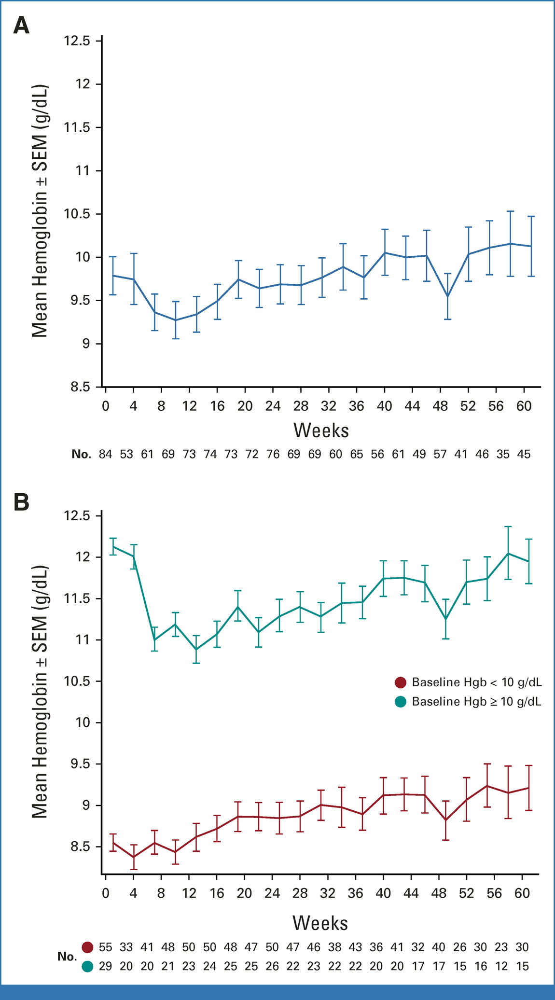 A
12.5
12
11.5
11
10.5
10
9.5
9
8.5
Mean Hemoglobin ± SEM (g/dL)
0 4 8 12 16 20 24 28 32 36 40 44 48 52 56 60
Weeks
No. 84 53 61 69 73 74 73 72 76 69 69 60 65 56 61 49 57 41 46 35 45
B
12.5
12
11.5
11
10.5
10
9.5
9
8.5
Mean Hemoglobin ± SEM (g/dL)
Baseline Hgb < 10 g/dL
Baseline Hgb ≥ 10 g/dL
0 4 8 12 16 20 24 28 32 36 40 44 48 52 56 60
Weeks
No.
55 33 41 48 50 50 48 47 50 47 46 38 43 36 41 32 40 26 30 23 30
29 20 20 21 23 24 25 25 26 22 23 22 22 20 20 17 17 15 16 12 15